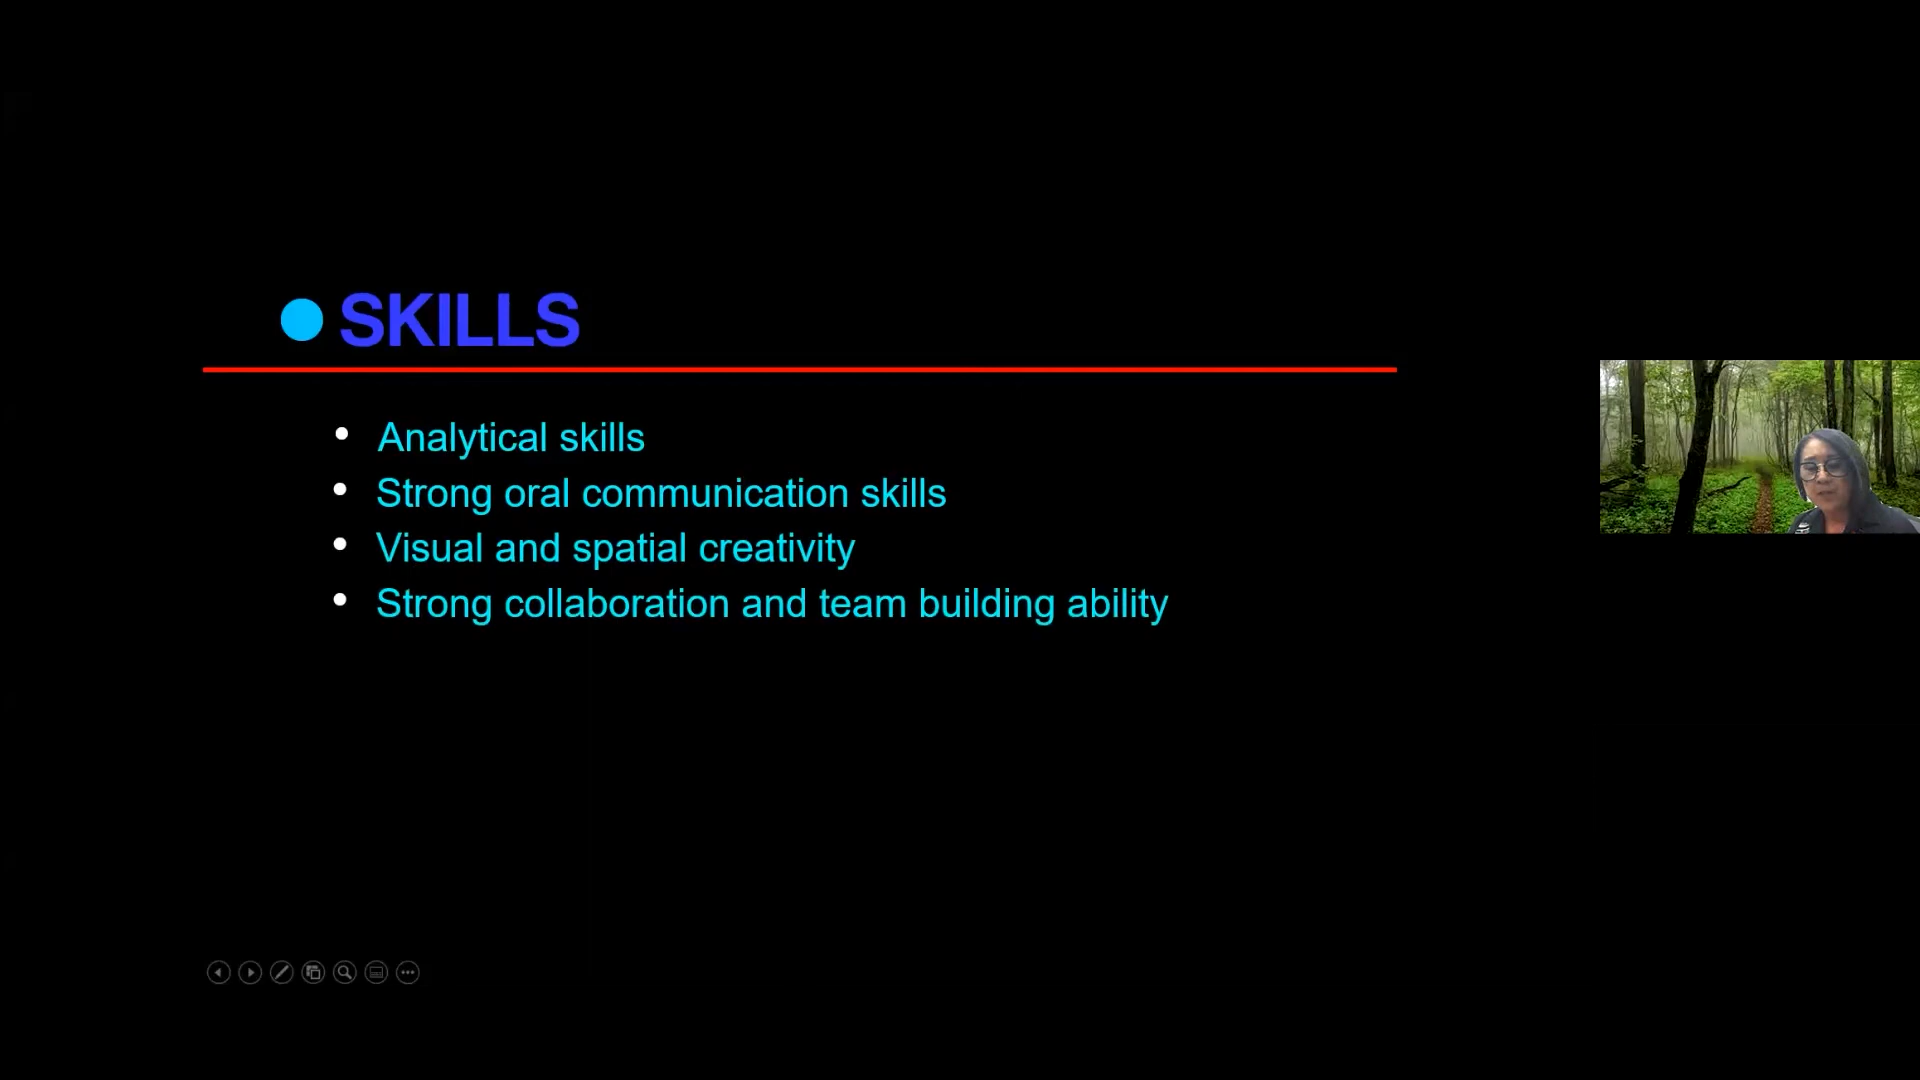 SKILLS
• Analytical skills
• Strong oral communication skills
• Visual and spatial creativity
• Strong collaboration and team building ability